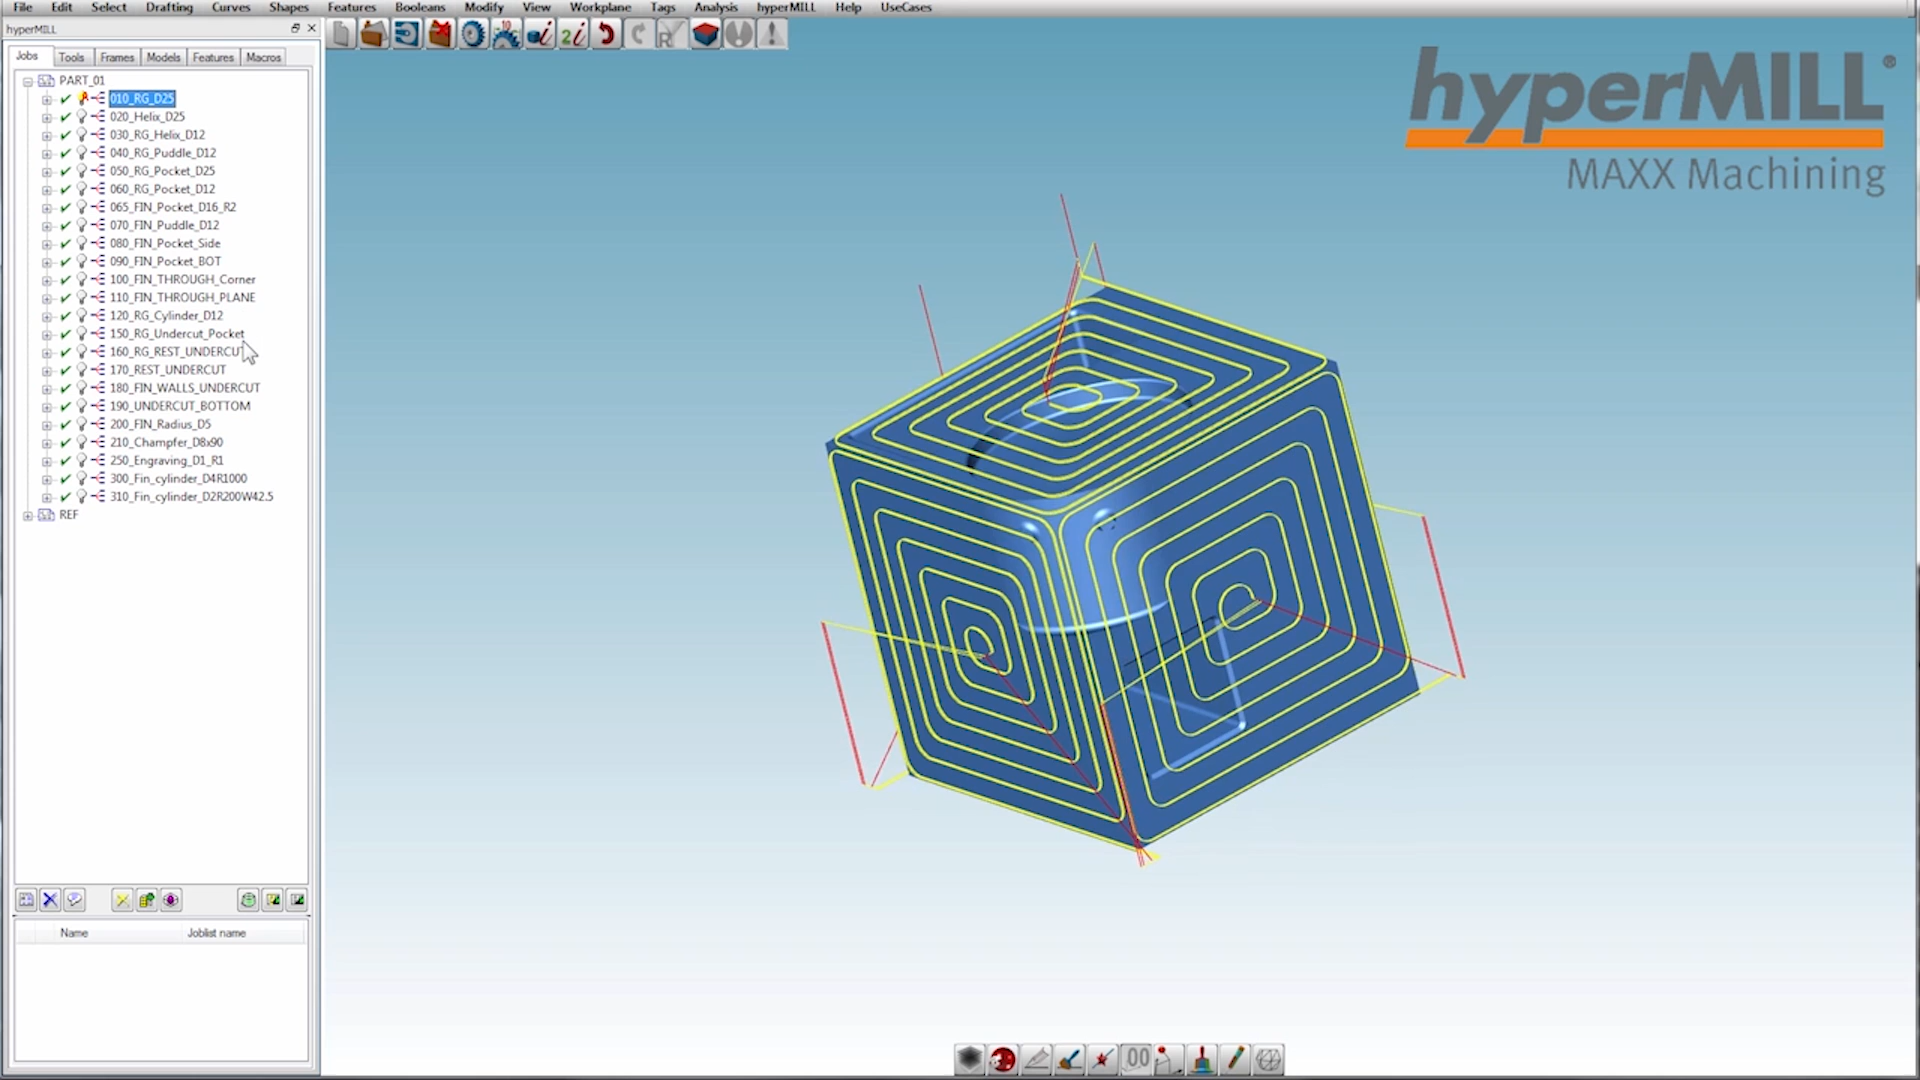 File Edit Select Drafting Curves Shapes Features Booleans Modify View Workplane Tags Analysis hyperMILL Help UseCases
hyperMILL
Jobs Tools Frames Models Features Macros
PART_01
010_RG_D25
020_Helix_D25
030_RG_Helix_D12
040_RG_Puddle_D12
050_RG_Pocket_D25
060_RG_Pocket_D12
065_FIN_Pocket_D16_R2
070_FIN_Puddle_D12
080_FIN_Pocket_Side
090_FIN_Pocket_BOT
100_FIN_THROUGH_Corner
110_FIN_THROUGH_PLANE
120_RG_Cylinder_D12
150_RG_Undercut_Pocket
160_RG_REST_UNDERCUT
170_REST_UNDERCUT
180_FIN_WALLS_UNDERCUT
190_UNDERCUT_BOTTOM
200_FIN_Radius_D5
210_Champfer_D8x90
250_Engraving_D1_R1
300_Fin_cylinder_D4R1000
310_Fin_cylinder_D2R200W42.5
REF
Name Joblist name
hyperMILL®
MAXX Machining